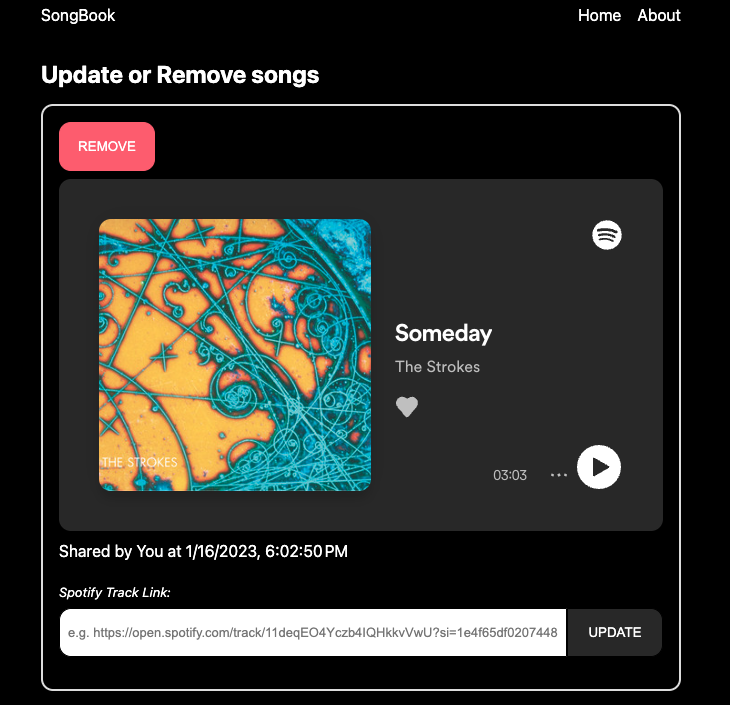 SongBook Home About
Update or Remove songs
REMOVE
THE STROKES
Someday
The Strokes
03:03
Shared by You at 1/16/2023, 6:02:50 PM
Spotify Track Link:
e.g. https://open.spotify.com/track/11deqEO4Yczb4IQHkkvVwU?si=1e4f65df0207448 UPDATE